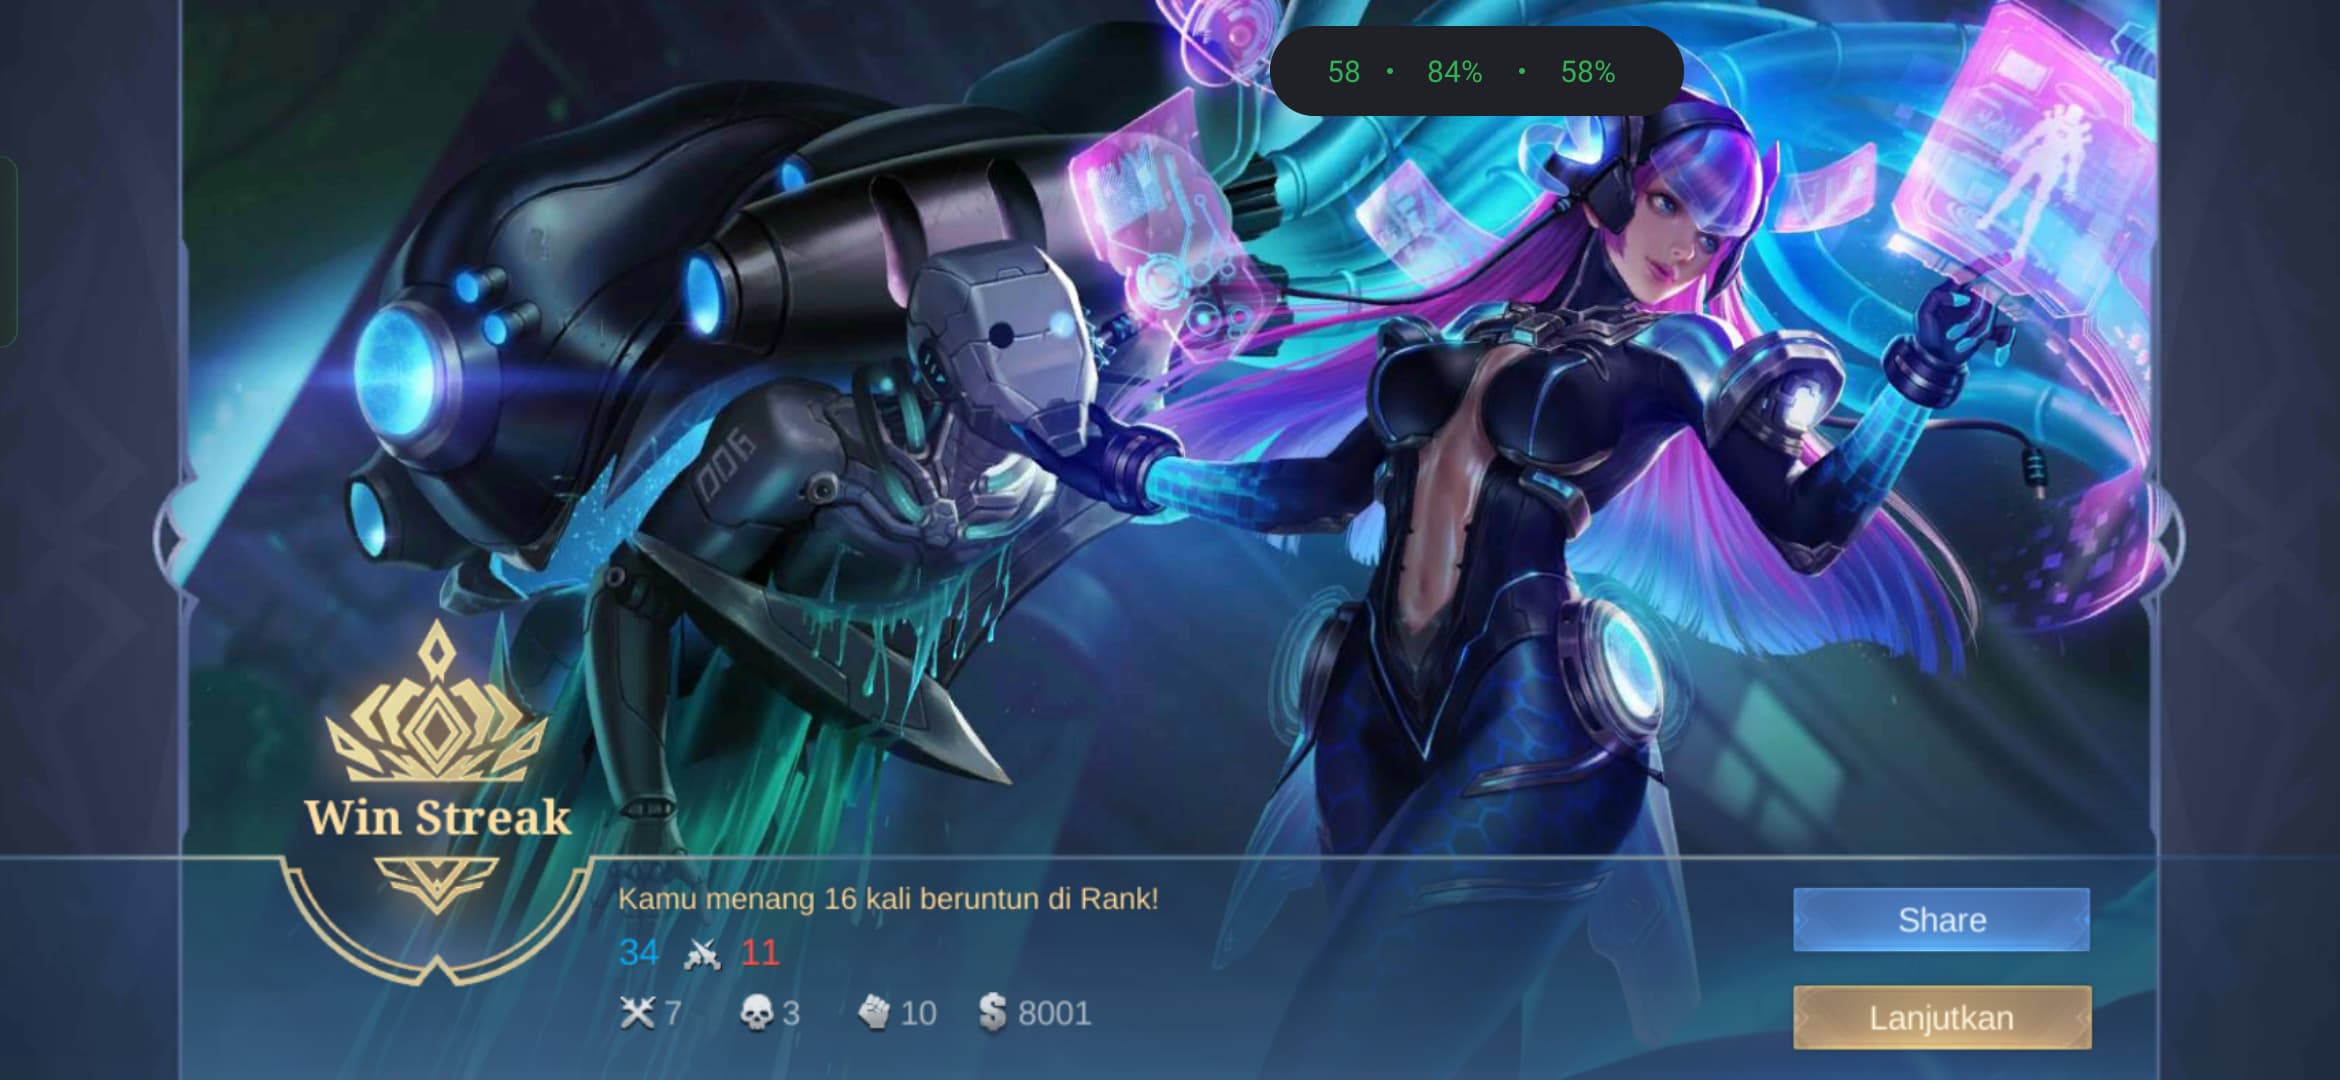 58 · 84% · 58%
006
Win Streak
Kamu menang 16 kali beruntun di Rank!
34 11
7 3 10 $ 8001
Share
Lanjutkan